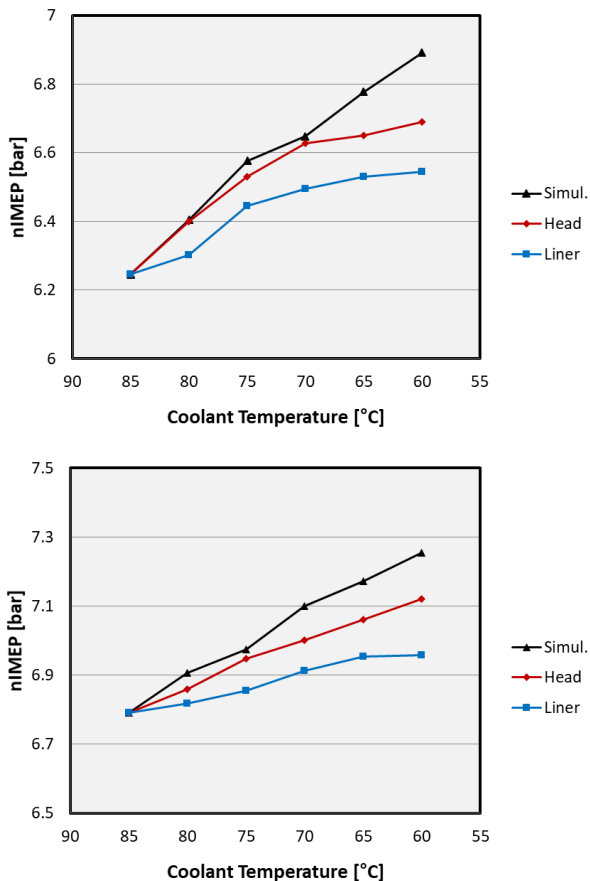 7
6.8
6.6
6.4
6.2
6
nIMEP [bar]
90 85 80 75 70 65 60 55
Coolant Temperature [°C]
Simul.
Head
Liner
7.5
7.3
7.1
6.9
6.7
6.5
nIMEP [bar]
90 85 80 75 70 65 60 55
Coolant Temperature [°C]
Simul.
Head
Liner